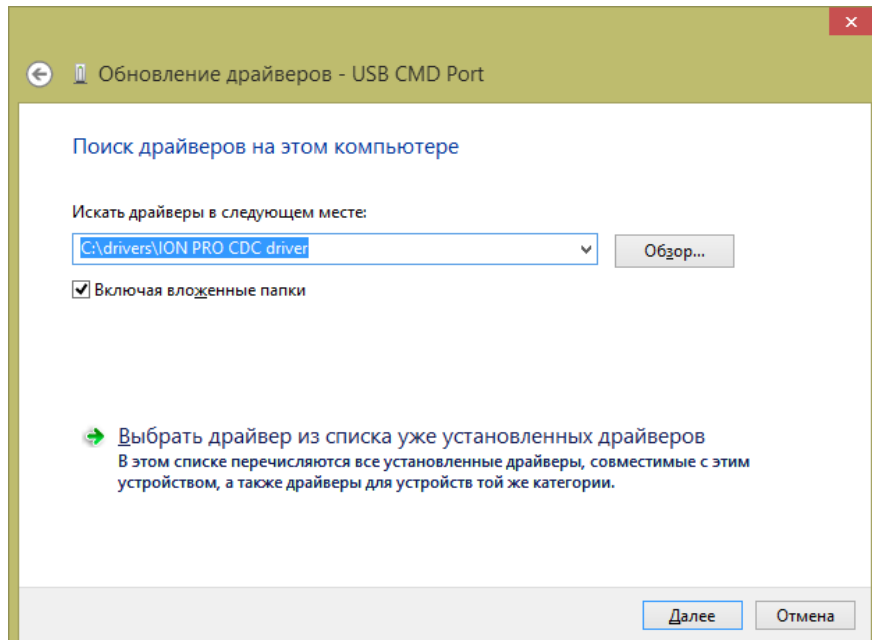 Обновление драйверов - USB CMD Port
Поиск драйверов на этом компьютере
Искать драйверы в следующем месте:
C:\drivers\ION PRO CDC driver
Обзор...
Включая вложенные папки
Выбрать драйвер из списка уже установленных драйверов
В этом списке перечисляются все установленные драйверы, совместимые с этим
устройством, а также драйверы для устройств той же категории.
Далее
Отмена